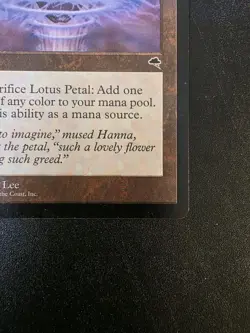 rifice Lotus Petal: Add one
f any color to your mana pool.
is ability as a mana source.
to imagine," mused Hanna,
the petal, "such a lovely flower
g such greed."
Lee
the Coast, Inc.